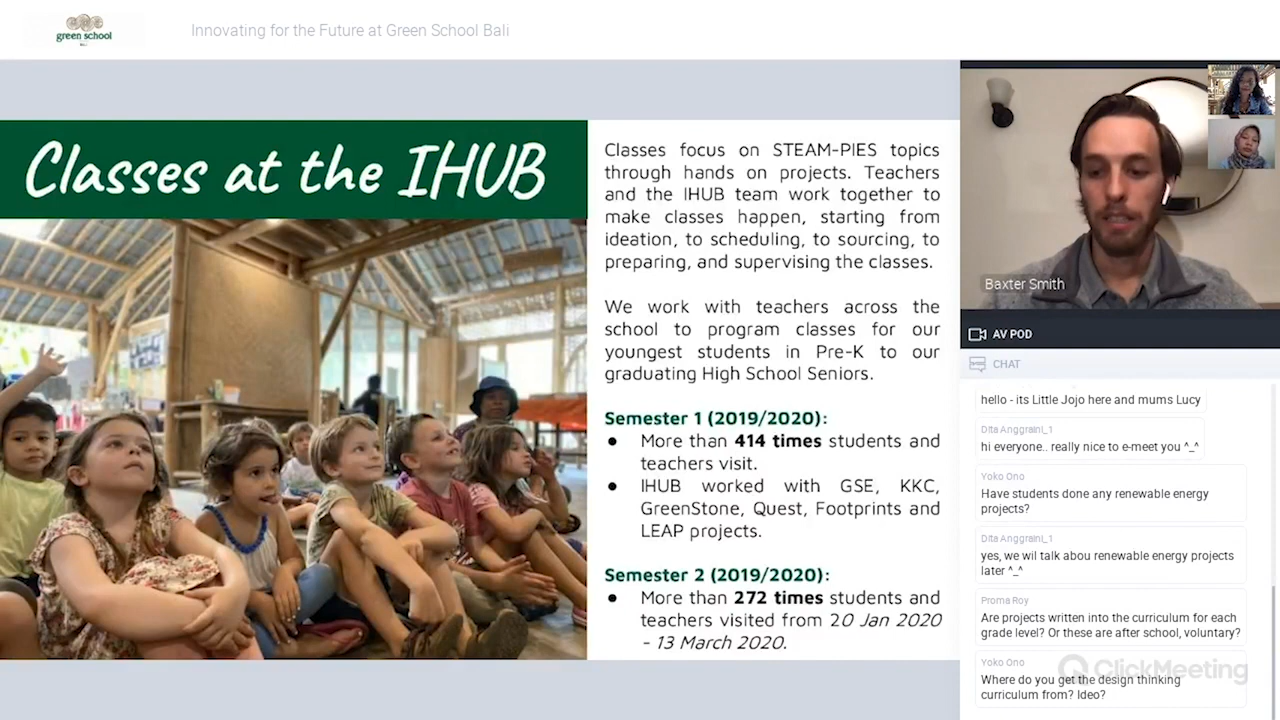 green school
Innovating for the Future at Green School Bali
Classes at the IHUB
Classes focus on STEAM-PIES topics
through hands on projects. Teachers
and the IHUB team work together to
make classes happen, starting from
ideation, to scheduling, to sourcing, to
preparing, and supervising the classes.
We work with teachers across the
school to program classes for our
youngest students in Pre-K to our
graduating High School Seniors.
Semester 1 (2019/2020):
● More than 414 times students and
teachers visit.
● IHUB worked with GSE, KKC,
GreenStone, Quest, Footprints and
LEAP projects.
Semester 2 (2019/2020):
● More than 272 times students and
teachers visited from 20 Jan 2020
- 13 March 2020.
Baxter Smith
AV POD
CHAT
hello - its Little Jojo here and mums Lucy
Dita Anggraini_1
hi everyone.. really nice to e-meet you ^_^
Yoko Ono
Have students done any renewable energy
projects?
Dita Anggraini_1
yes, we wil talk abou renewable energy projects
later ^_^
Proma Roy
Are projects written into the curriculum for each
grade level? Or these are after school, voluntary?
Yoko Ono
Where do you get the design thinking
curriculum from? Ideo?
ClickMeeting